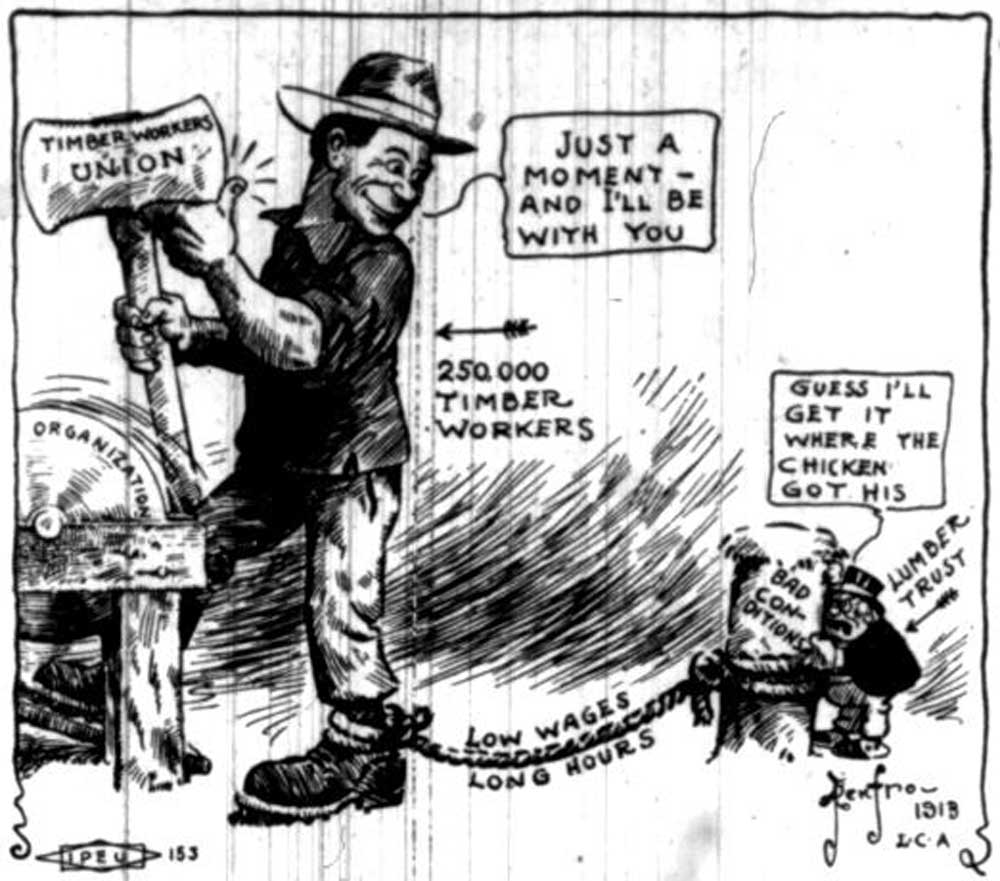 TIMBER WORKERS
UNION
JUST A
MOMENT —
AND I'LL BE
WITH YOU
250.000
TIMBER
WORKERS
ORGANIZATION
GUESS I'LL
GET IT
WHERE THE
CHICKEN
GOT HIS
LUMBER
TRUST
BAD
CON-
DITIONS
LOW WAGES
LONG HOURS
1913
I.C.A
IPEU 153